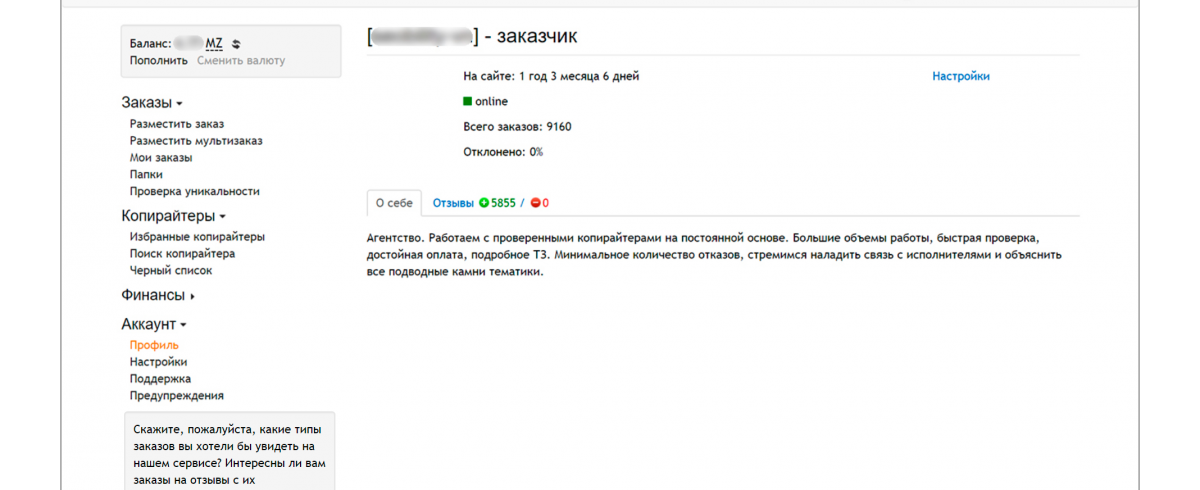 Баланс: MZ
Пополнить Сменить валюту
Заказы
Разместить заказ
Разместить мультизаказ
Мои заказы
Папки
Проверка уникальности
Копирайтеры
Избранные копирайтеры
Поиск копирайтера
Черный список
Финансы
Аккаунт
Профиль
Настройки
Поддержка
Предупреждения
Скажите, пожалуйста, какие типы
заказов вы хотели бы увидеть на
нашем сервисе? Интересны ли вам
заказы на отзывы с их
[] - заказчик
На сайте: 1 год 3 месяца 6 дней
Настройки
online
Всего заказов: 9160
Отклонено: 0%
О себе
Отзывы 5855 / 0
Агентство. Работаем с проверенными копирайтерами на постоянной основе. Большие объемы работы, быстрая проверка,
достойная оплата, подробное ТЗ. Минимальное количество отказов, стремимся наладить связь с исполнителями и объяснить
все подводные камни тематики.